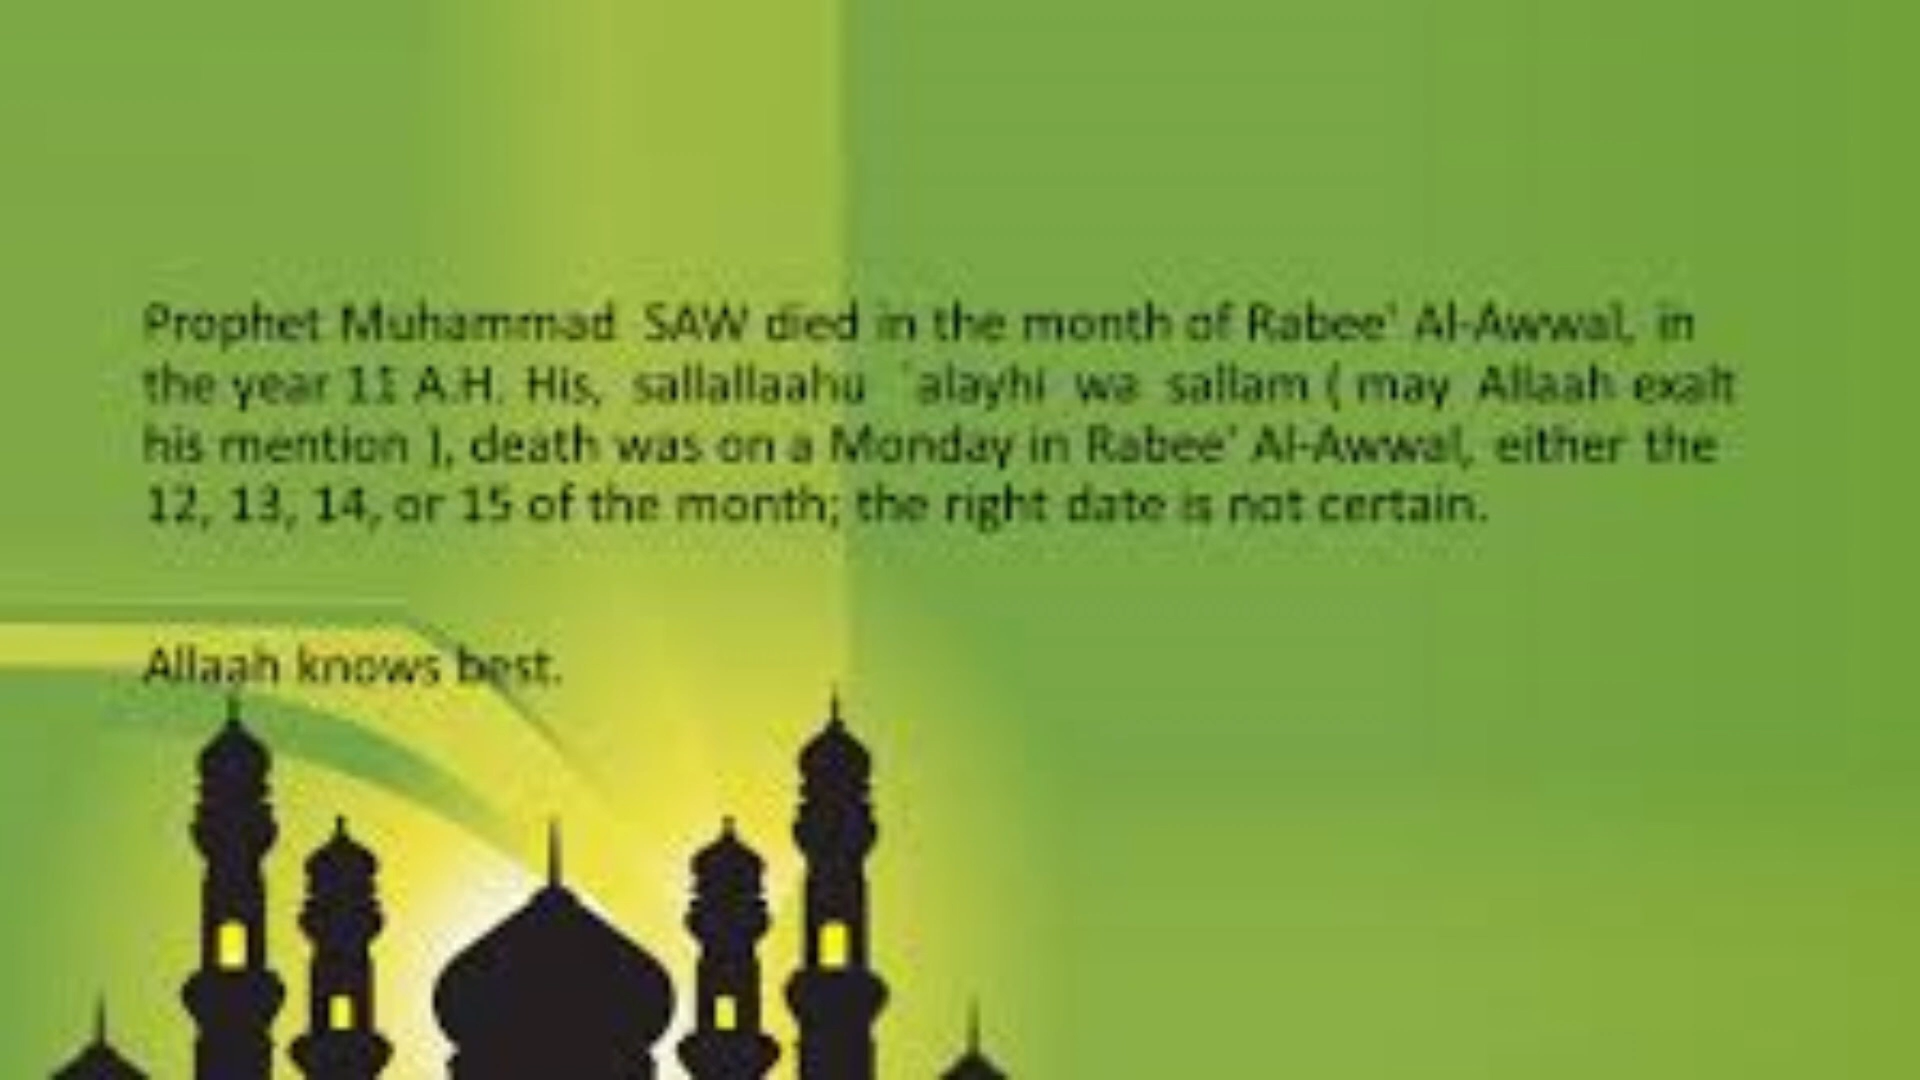 Prophet Muhammad SAW died in the month of Rabee' Al-Awwal, in
the year 11 A.H. His, sallallaahu `alayhi wa sallam ( may Allaah exalt
his mention ), death was on a Monday in Rabee' Al-Awwal, either the
12, 13, 14, or 15 of the month; the right date is not certain.
Allaah knows best.